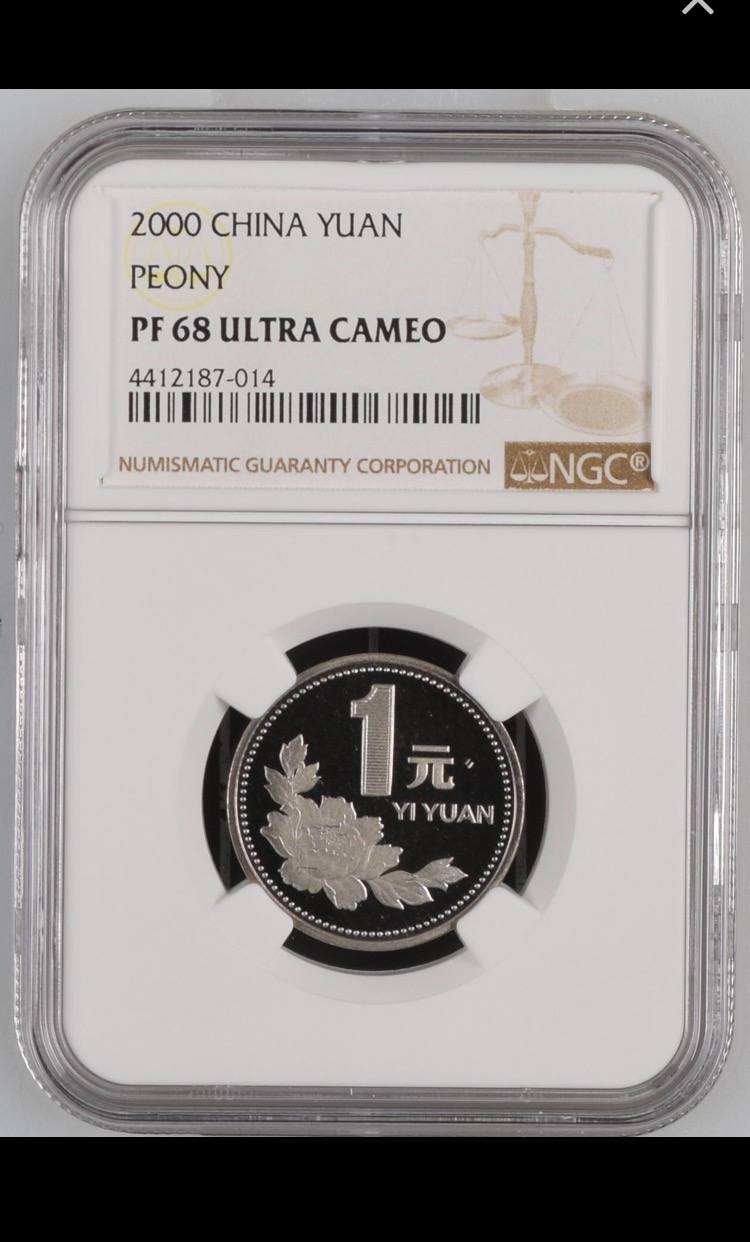 2000 CHINA YUAN
PEONY
PF 68 ULTRA CAMEO
4412187-014
NUMISMATIC GUARANTY CORPORATION
NGC®
1元
YI YUAN